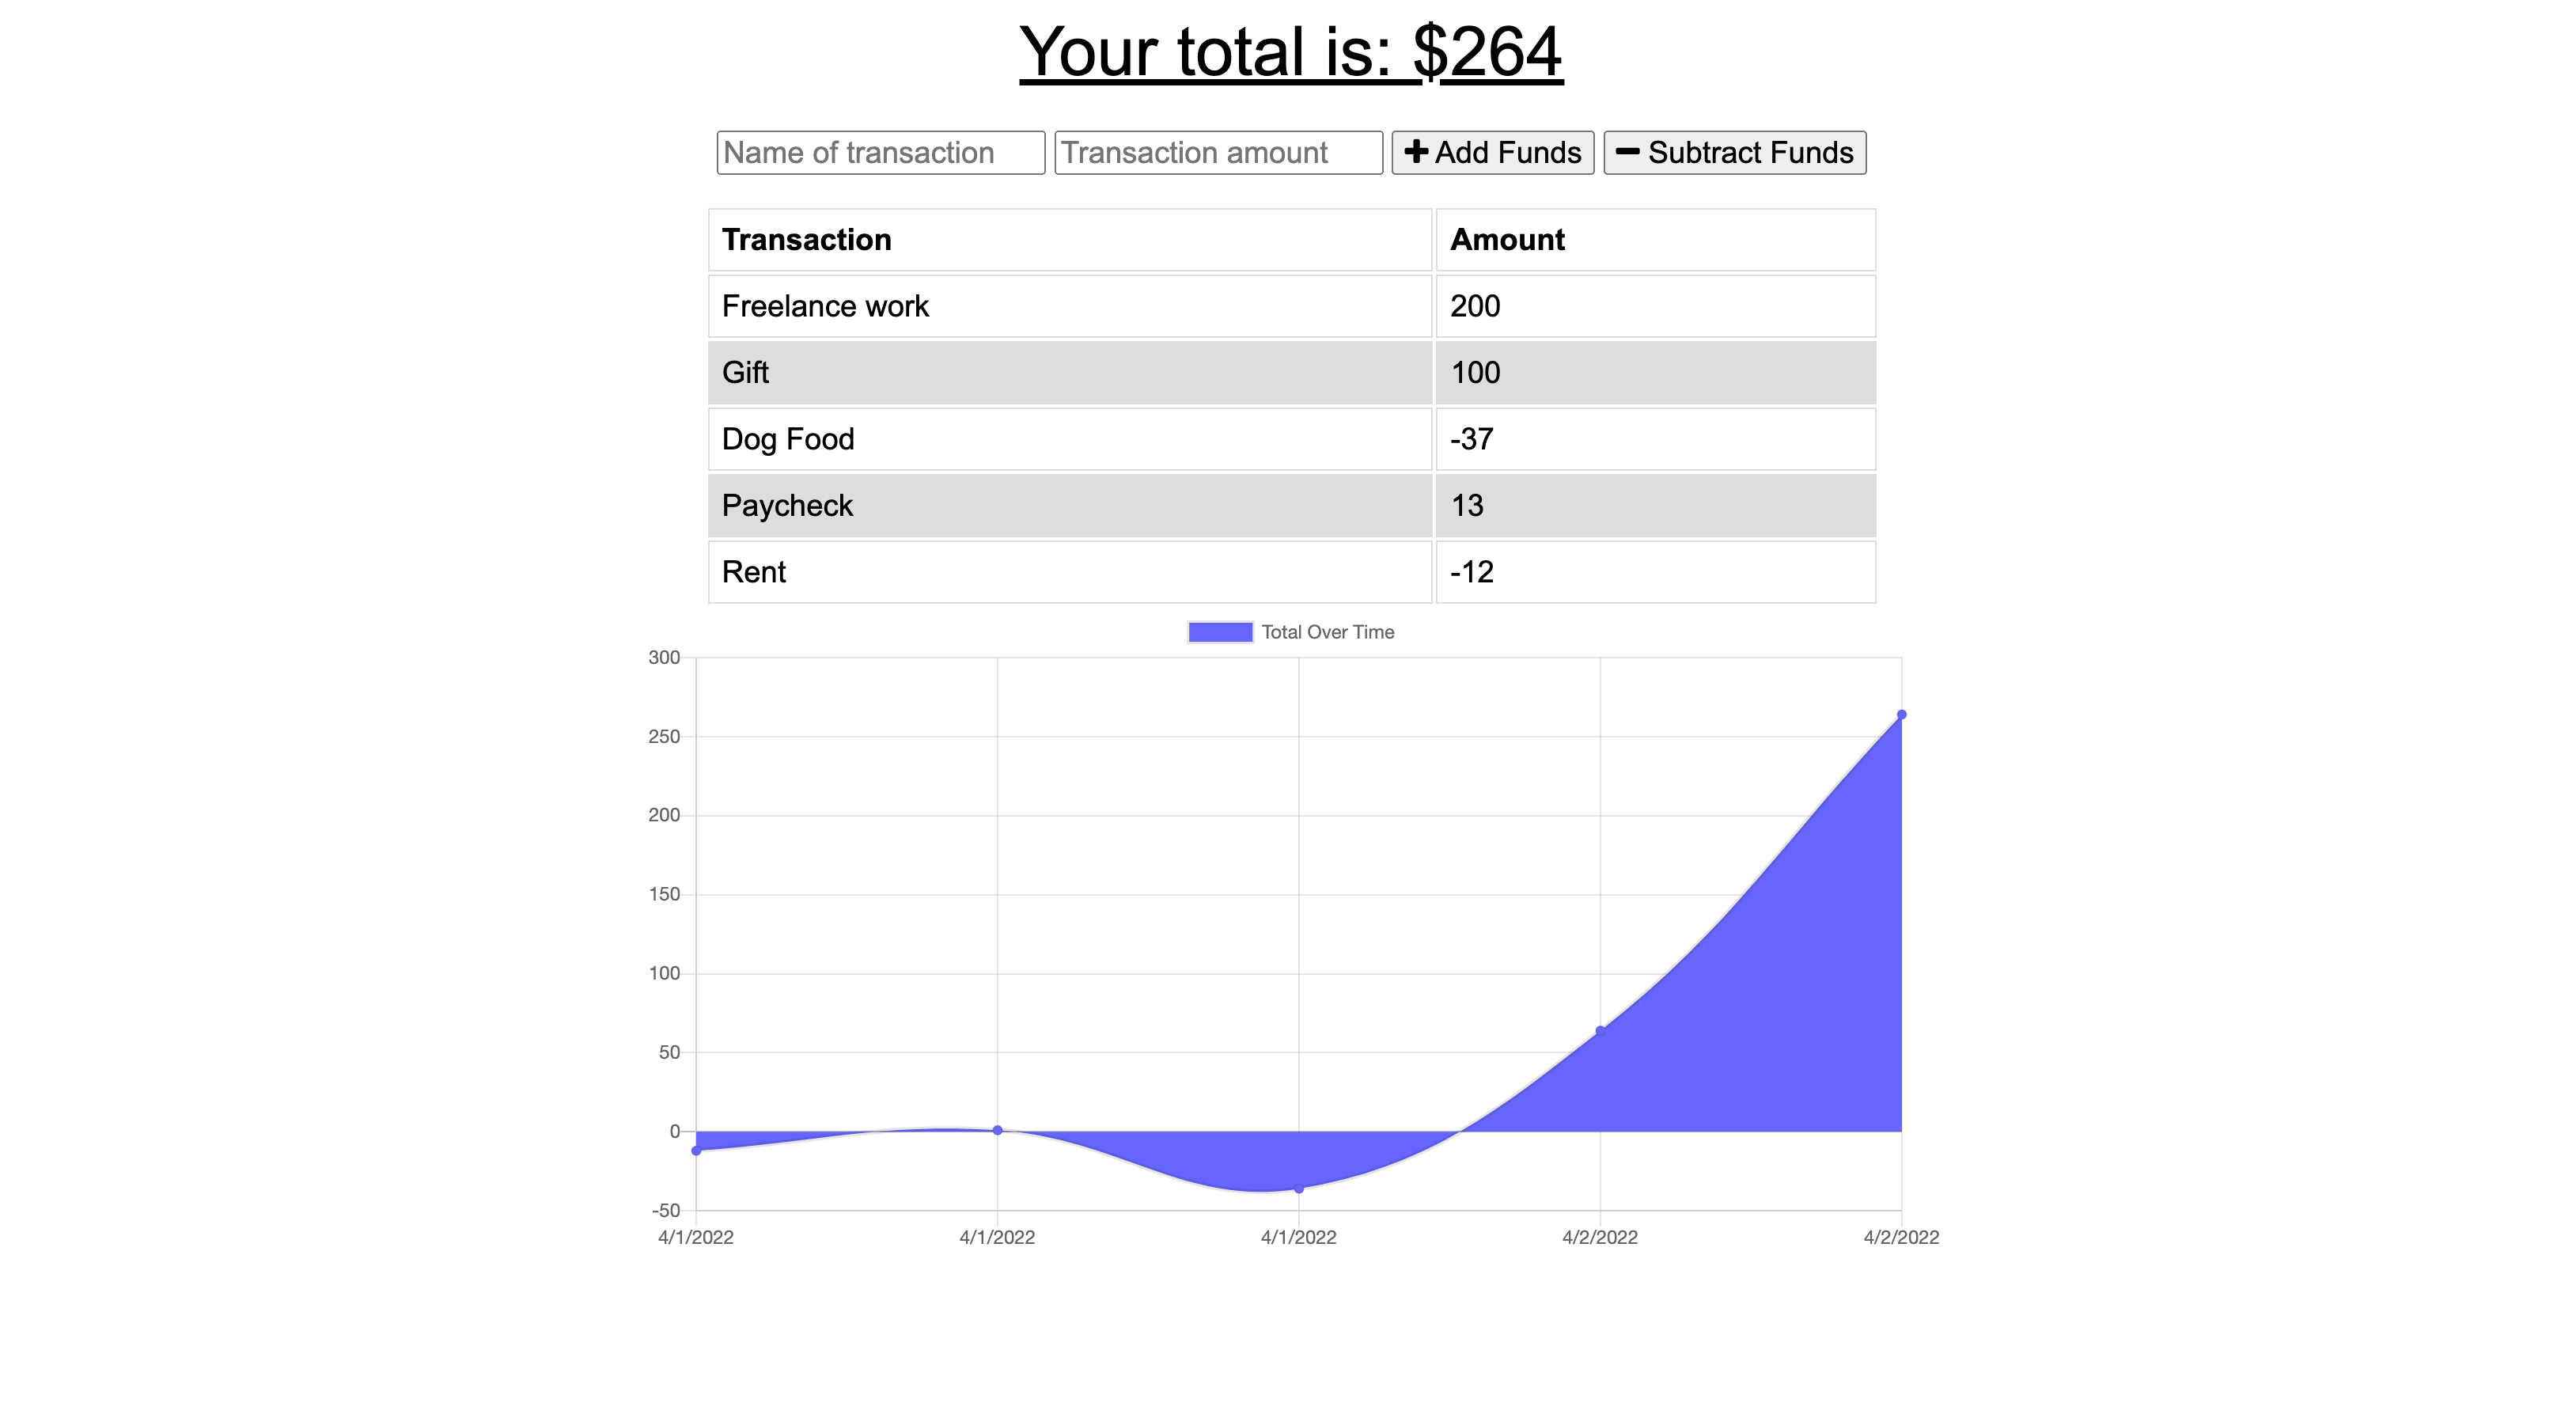 Your total is: $264
Name of transaction Transaction amount Add Funds Subtract Funds
Transaction Amount
Freelance work 200
Gift 100
Dog Food -37
Paycheck 13
Rent -12
Total Over Time
300
250
200
150
100
50
0
-50
4/1/2022 4/1/2022 4/1/2022 4/2/2022 4/2/2022